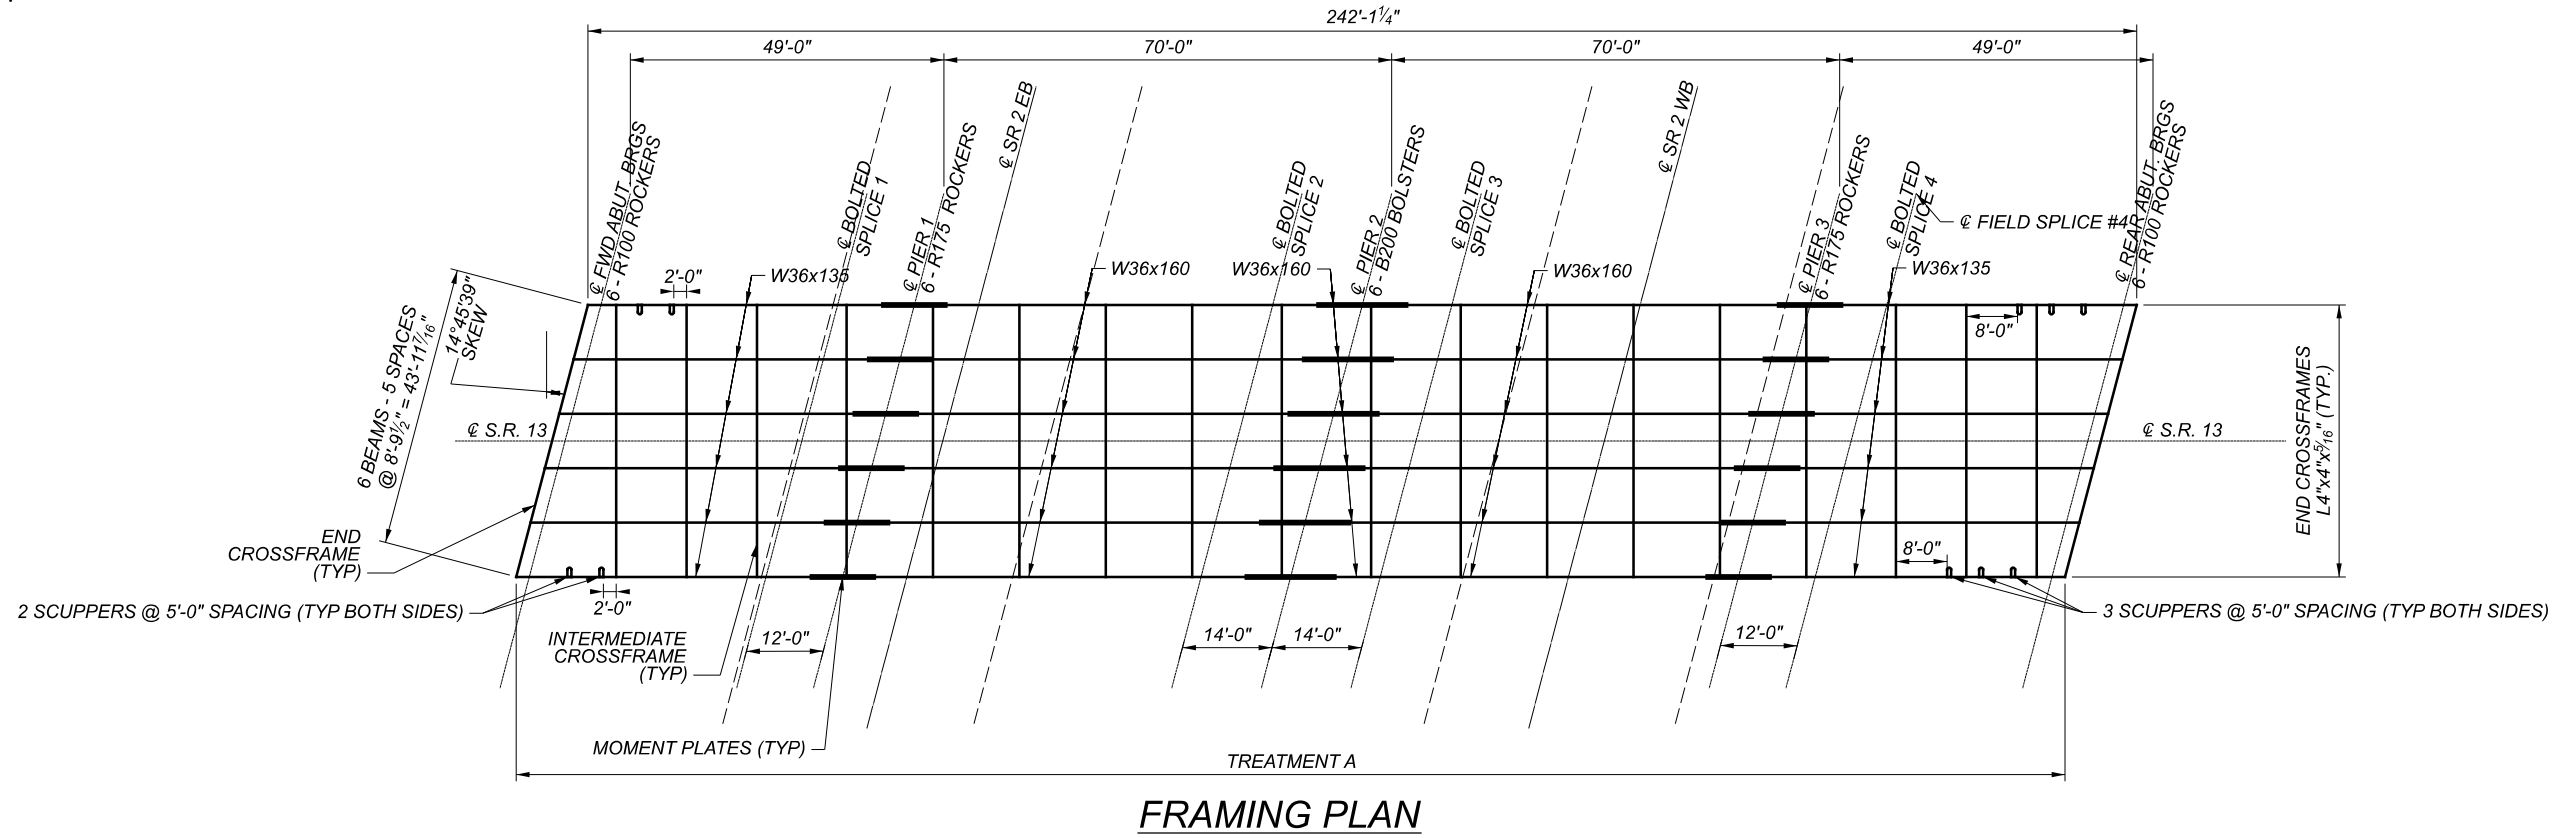 242'-1 1/4"
49'-0"
70'-0"
70'-0"
49'-0"
℄ FWD ABUT. BRGS
6 - R100 ROCKERS
℄ BOLTED
SPLICE 1
℄ PIER 1
6 - R175 ROCKERS
℄ SR 2 EB
℄ BOLTED
SPLICE 2
℄ PIER 2
6 - B200 BOLSTERS
℄ BOLTED
SPLICE 3
℄ SR 2 WB
℄ PIER 3
6 - R175 ROCKERS
℄ BOLTED
SPLICE 4
℄ FIELD SPLICE #4
℄ REAR ABUT. BRGS
6 - R100 ROCKERS
2'-0"
W36x135
W36x160
W36x160
W36x160
W36x135
8'-0"
6 BEAMS - 5 SPACES
@ 8'-9 1/2" = 43'-11 7/16"
14°45'39"
SKEW
℄ S.R. 13
℄ S.R. 13
END CROSSFRAMES
L4"x4"x5/16" (TYP.)
END
CROSSFRAME
(TYP)
8'-0"
2 SCUPPERS @ 5'-0" SPACING (TYP BOTH SIDES)
2'-0"
3 SCUPPERS @ 5'-0" SPACING (TYP BOTH SIDES)
INTERMEDIATE
CROSSFRAME
(TYP)
12'-0"
14'-0"
14'-0"
12'-0"
MOMENT PLATES (TYP)
TREATMENT A
FRAMING PLAN